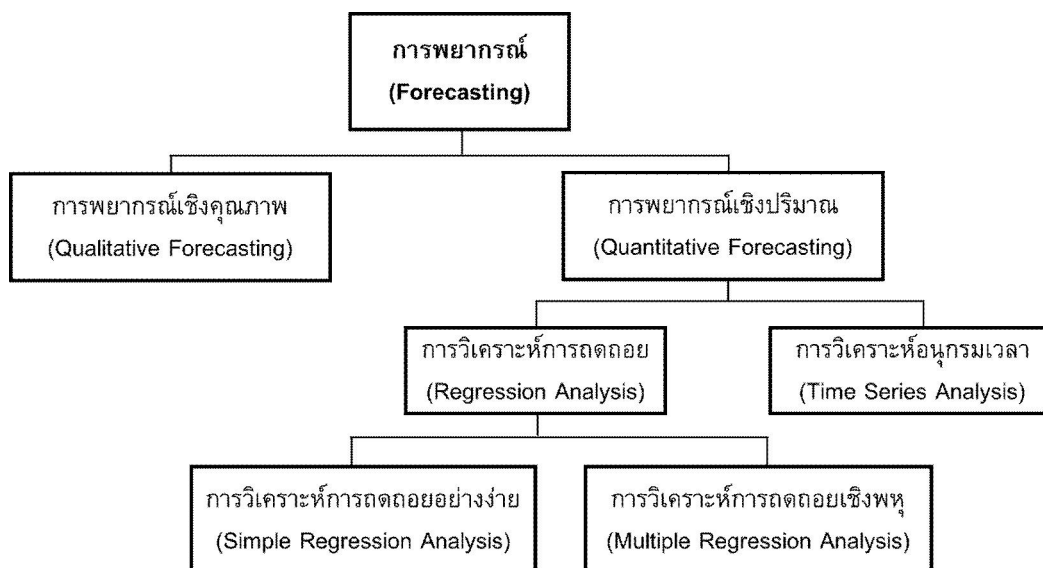 การพยากรณ์
(Forecasting)
การพยากรณ์เชิงคุณภาพ
(Qualitative Forecasting)
การพยากรณ์เชิงปริมาณ
(Quantitative Forecasting)
การวิเคราะห์การถดถอย
(Regression Analysis)
การวิเคราะห์อนุกรมเวลา
(Time Series Analysis)
การวิเคราะห์การถดถอยอย่างง่าย
(Simple Regression Analysis)
การวิเคราะห์การถดถอยเชิงพหุ
(Multiple Regression Analysis)